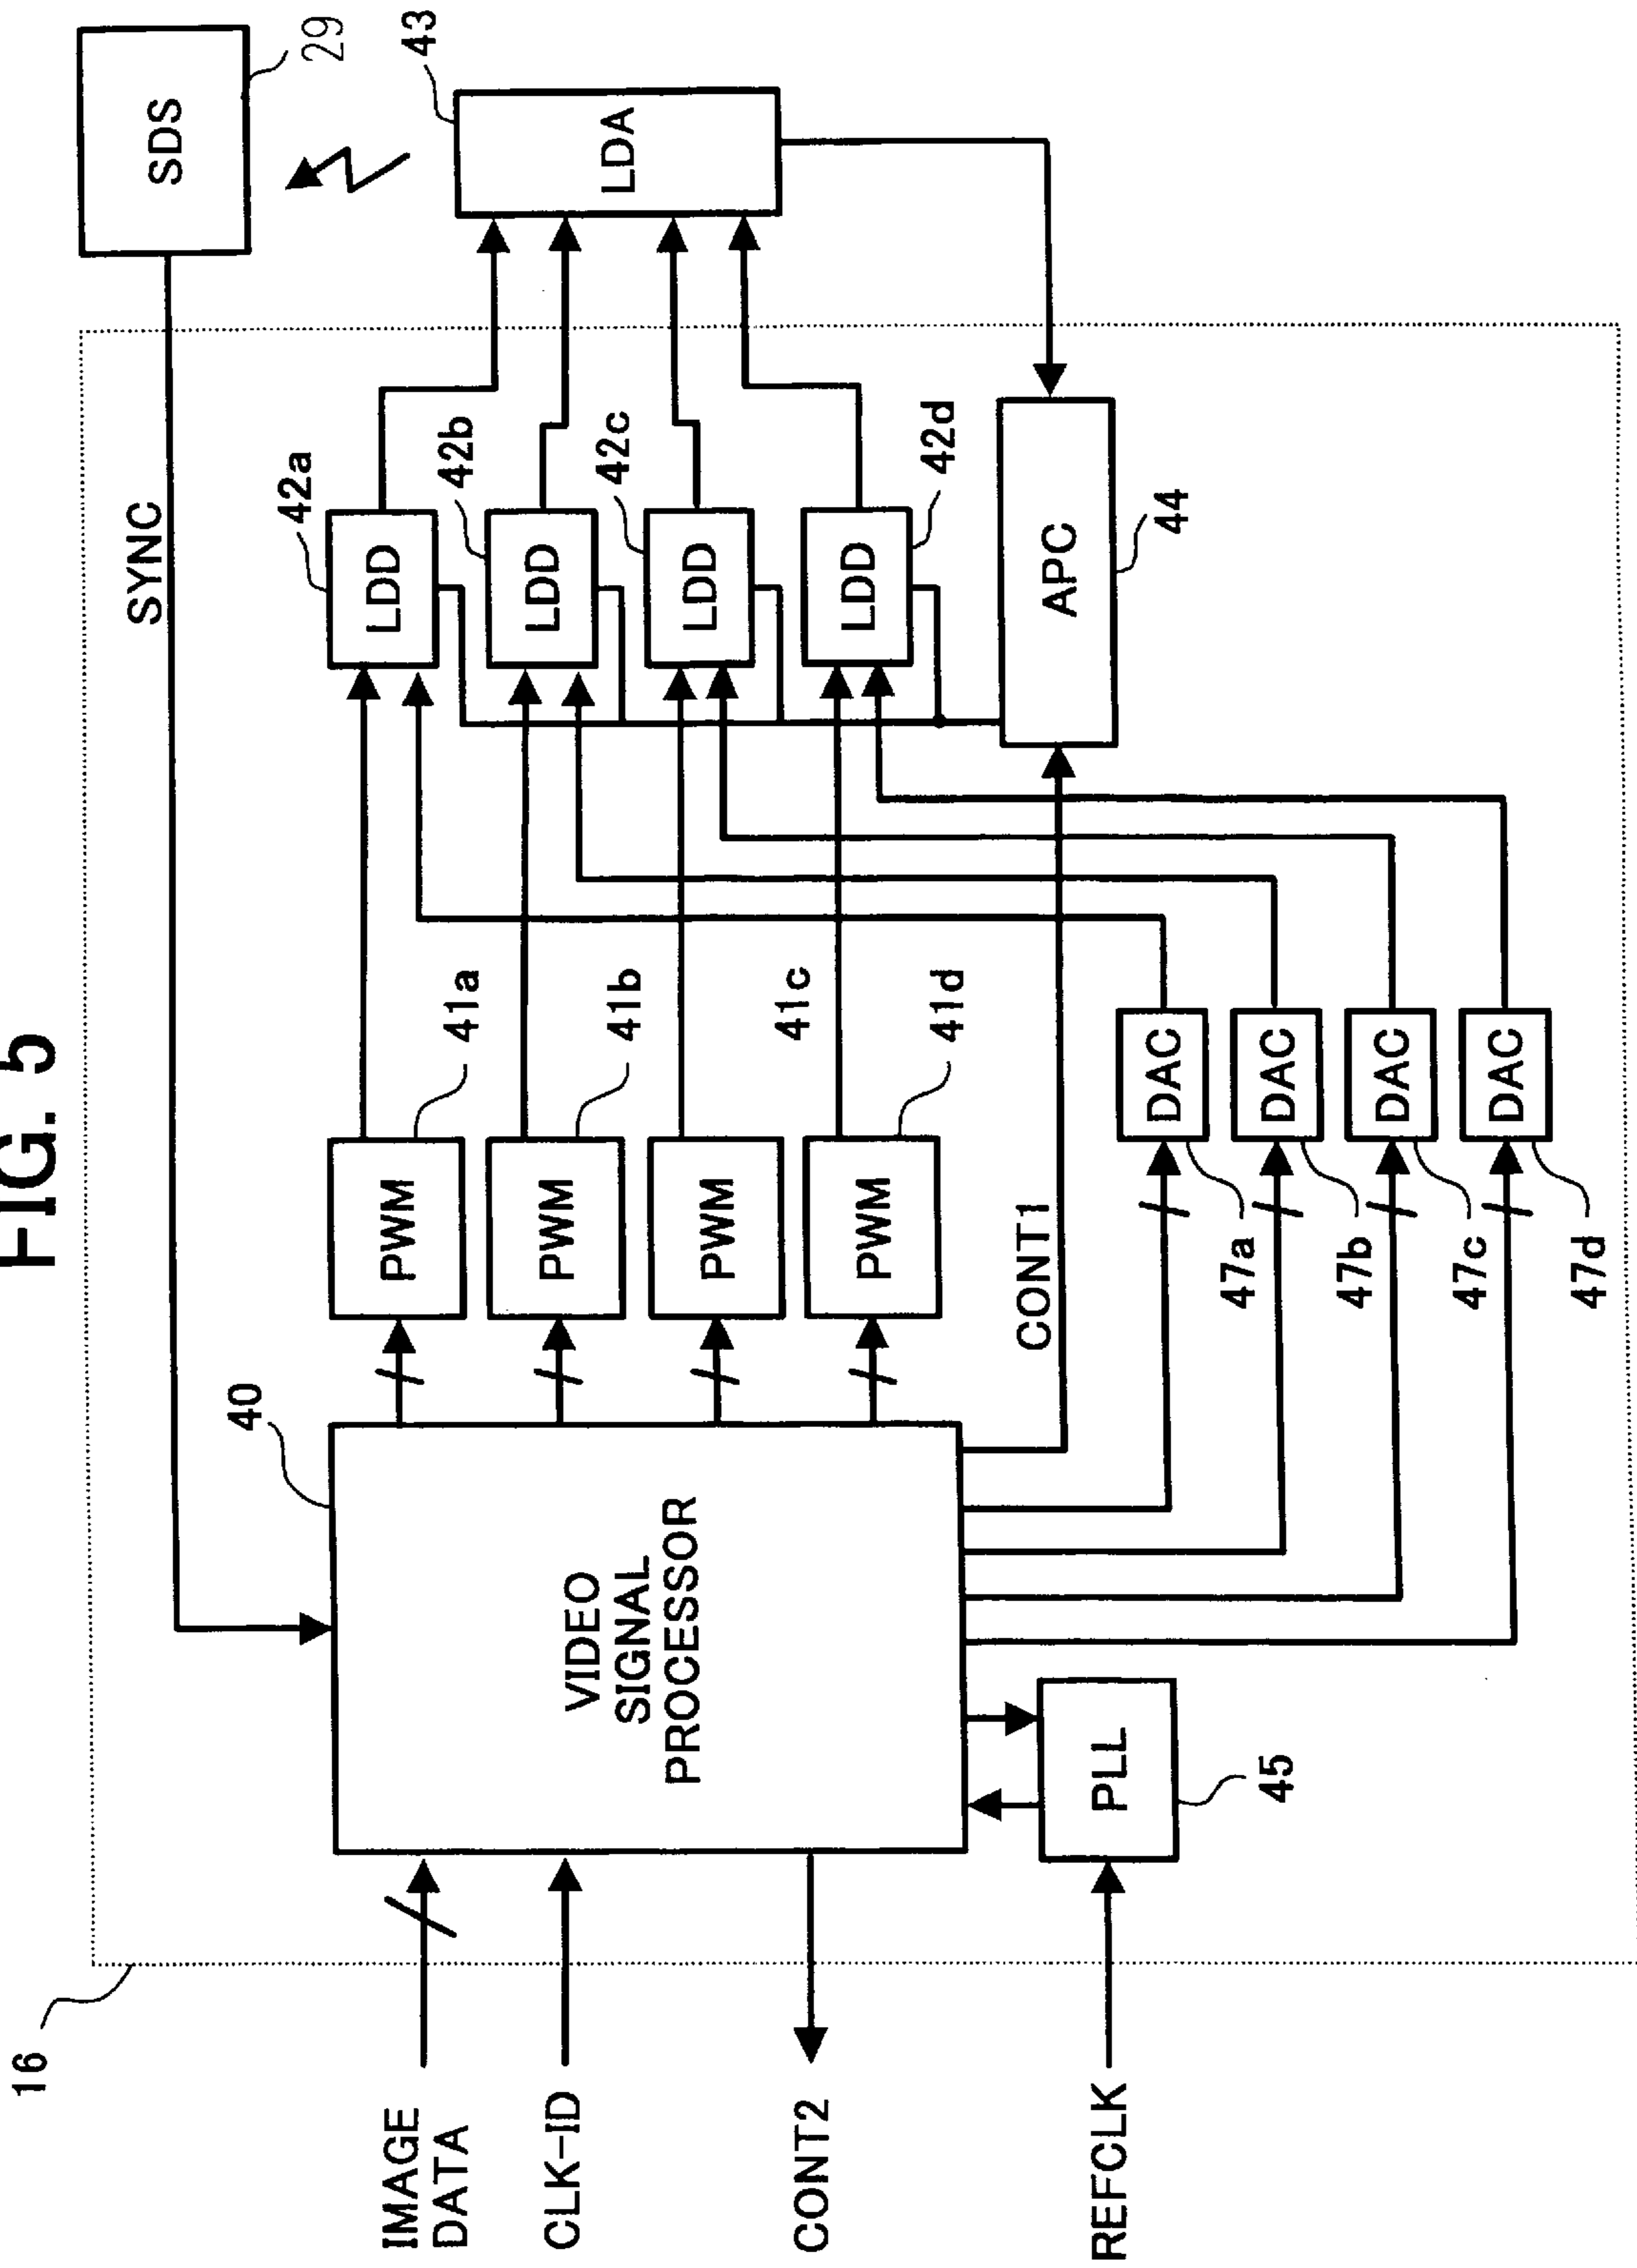 FIG. 5
16
SDS
29
SYNC
43
LDA
40
VIDEO
SIGNAL
PROCESSOR
IMAGE
DATA
CLK-ID
CONT2
REFCLK
PLL
45
PWM
41a
PWM
41b
PWM
41c
PWM
41d
LDD
42a
LDD
42b
LDD
42c
LDD
42d
CONT1
APC
44
DAC
47a
DAC
47b
DAC
47c
DAC
47d